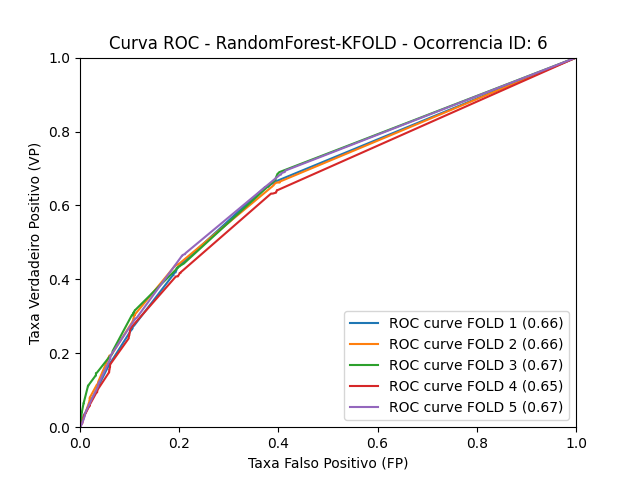 Curva ROC - RandomForest-KFOLD - Ocorrencia ID: 6
1.0
0.8
0.6
0.4
0.2
0.0
Taxa Verdadeiro Positivo (VP)
ROC curve FOLD 1 (0.66)
ROC curve FOLD 2 (0.66)
ROC curve FOLD 3 (0.67)
ROC curve FOLD 4 (0.65)
ROC curve FOLD 5 (0.67)
0.0 0.2 0.4 0.6 0.8 1.0
Taxa Falso Positivo (FP)